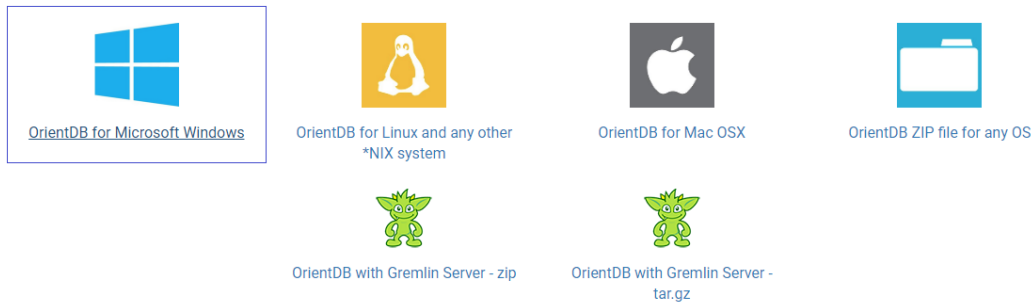 OrientDB for Microsoft Windows
OrientDB for Linux and any other
*NIX system
OrientDB for Mac OSX
OrientDB ZIP file for any OS
OrientDB with Gremlin Server - zip
OrientDB with Gremlin Server -
tar.gz